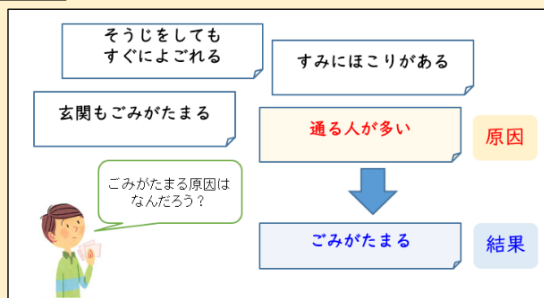 そうじをしても
すぐによごれる
すみにほこりがある
玄関もごみがたまる
通る人が多い
原因
ごみがたまる原因は
なんだろう？
ごみがたまる
結果